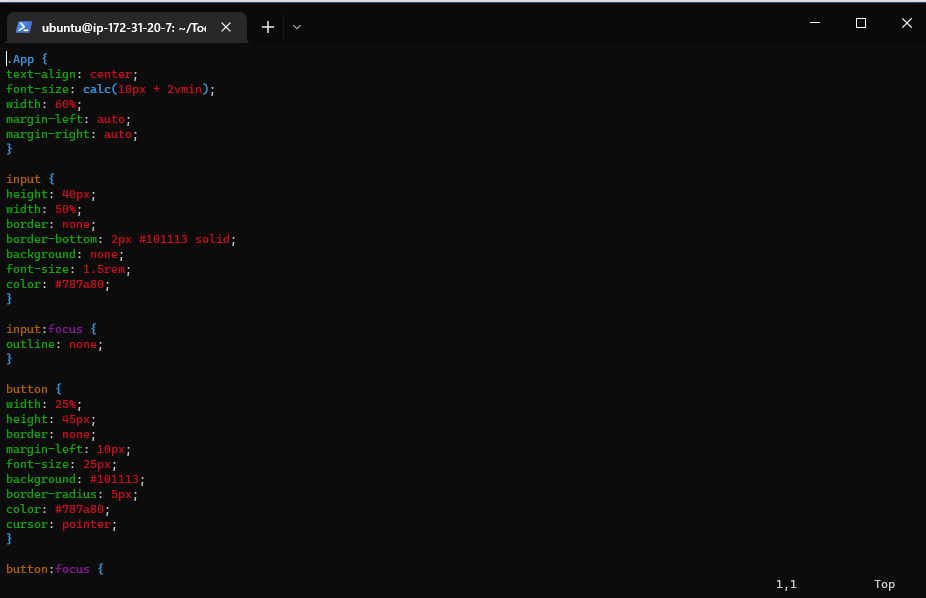 ubuntu@ip-172-31-20-7: ~/Too
.App {
text-align: center;
font-size: calc(10px + 2vmin);
width: 60%;
margin-left: auto;
margin-right: auto;
}

input {
height: 40px;
width: 50%;
border: none;
border-bottom: 2px #101113 solid;
background: none;
font-size: 1.5rem;
color: #787a80;
}

input:focus {
outline: none;
}

button {
width: 25%;
height: 45px;
border: none;
margin-left: 10px;
font-size: 25px;
background: #101113;
border-radius: 5px;
color: #787a80;
cursor: pointer;
}

button:focus {
1,1 Top